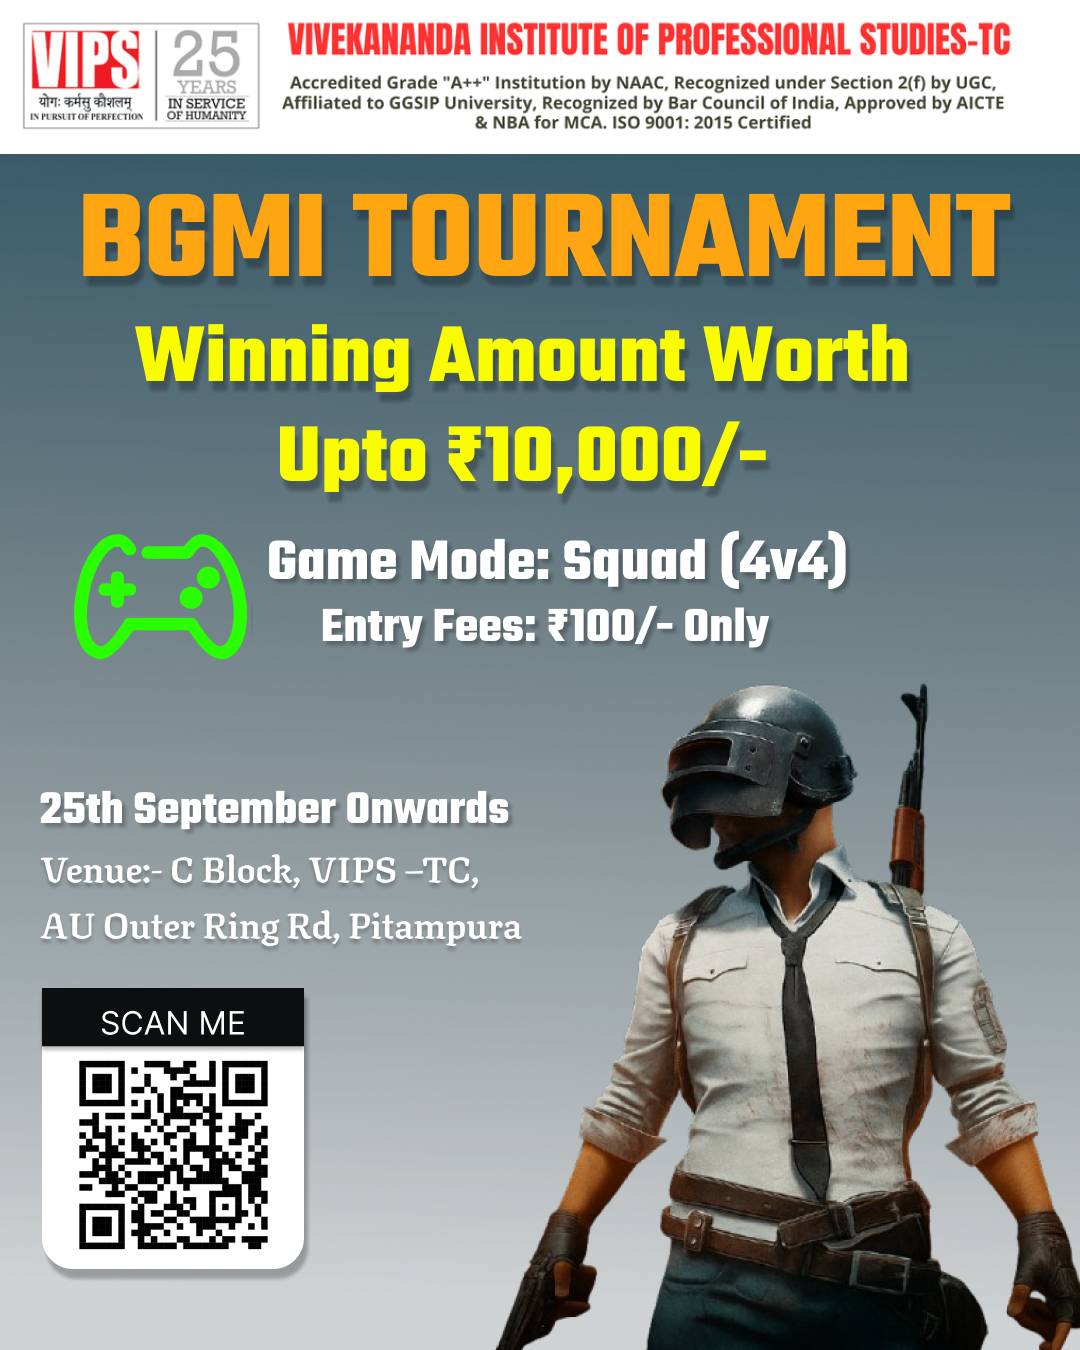 VIPS
योगः कर्मसु कौशलम्
IN PURSUIT OF PERFECTION
25
YEARS
IN SERVICE
OF HUMANITY
VIVEKANANDA INSTITUTE OF PROFESSIONAL STUDIES-TC
Accredited Grade "A++" Institution by NAAC, Recognized under Section 2(f) by UGC,
Affiliated to GGSIP University, Recognized by Bar Council of India, Approved by AICTE
& NBA for MCA. ISO 9001: 2015 Certified
BGMI TOURNAMENT
Winning Amount Worth
Upto ₹10,000/-
Game Mode: Squad (4v4)
Entry Fees: ₹100/- Only
25th September Onwards
Venue:- C Block, VIPS –TC,
AU Outer Ring Rd, Pitampura
SCAN ME